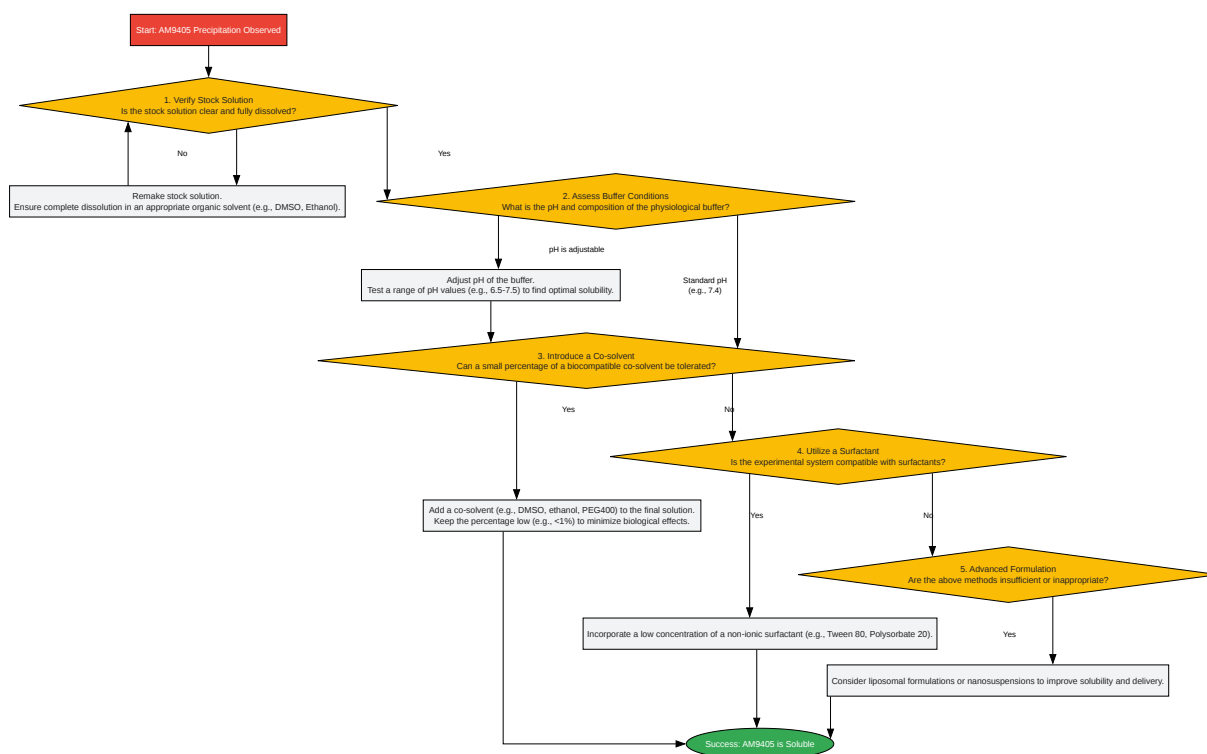 Start: AM9405 Precipitation Observed
1. Verify Stock Solution
Is the stock solution clear and fully dissolved?
No
Yes
Remake stock solution.
Ensure complete dissolution in an appropriate organic solvent (e.g., DMSO, Ethanol).
2. Assess Buffer Conditions
What is the pH and composition of the physiological buffer?
pH is adjustable
Standard pH
(e.g., 7.4)
Adjust pH of the buffer.
Test a range of pH values (e.g., 6.5-7.5) to find optimal solubility.
3. Introduce a Co-solvent
Can a small percentage of a biocompatible co-solvent be tolerated?
Yes
No
4. Utilize a Surfactant
Is the experimental system compatible with surfactants?
Add a co-solvent (e.g., DMSO, ethanol, PEG400) to the final solution.
Keep the percentage low (e.g., <1%) to minimize biological effects.
Yes
No
5. Advanced Formulation
Are the above methods insufficient or inappropriate?
Incorporate a low concentration of a non-ionic surfactant (e.g., Tween 80, Polysorbate 20).
Yes
Consider liposomal formulations or nanosuspensions to improve solubility and delivery.
Success: AM9405 is Soluble